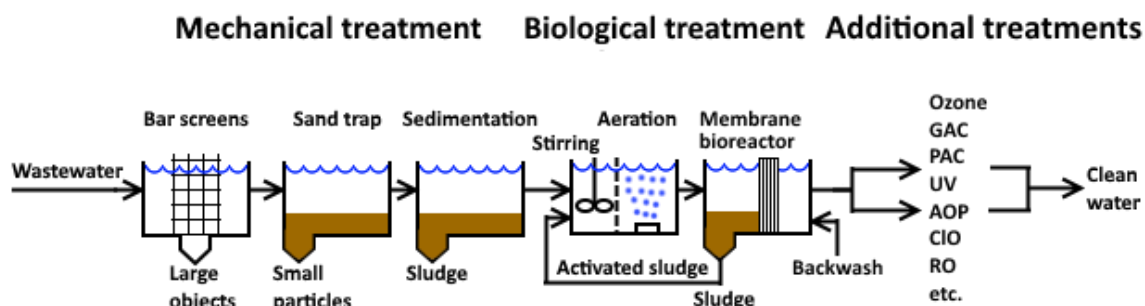 Mechanical treatment
Biological treatment
Additional treatments
Bar screens
Sand trap
Sedimentation
Stirring
Aeration
Membrane
bioreactor
Wastewater
Large
objects
Small
particles
Sludge
Activated sludge
Sludge
Backwash
Ozone
GAC
PAC
UV
AOP
ClO
RO
etc.
Clean
water